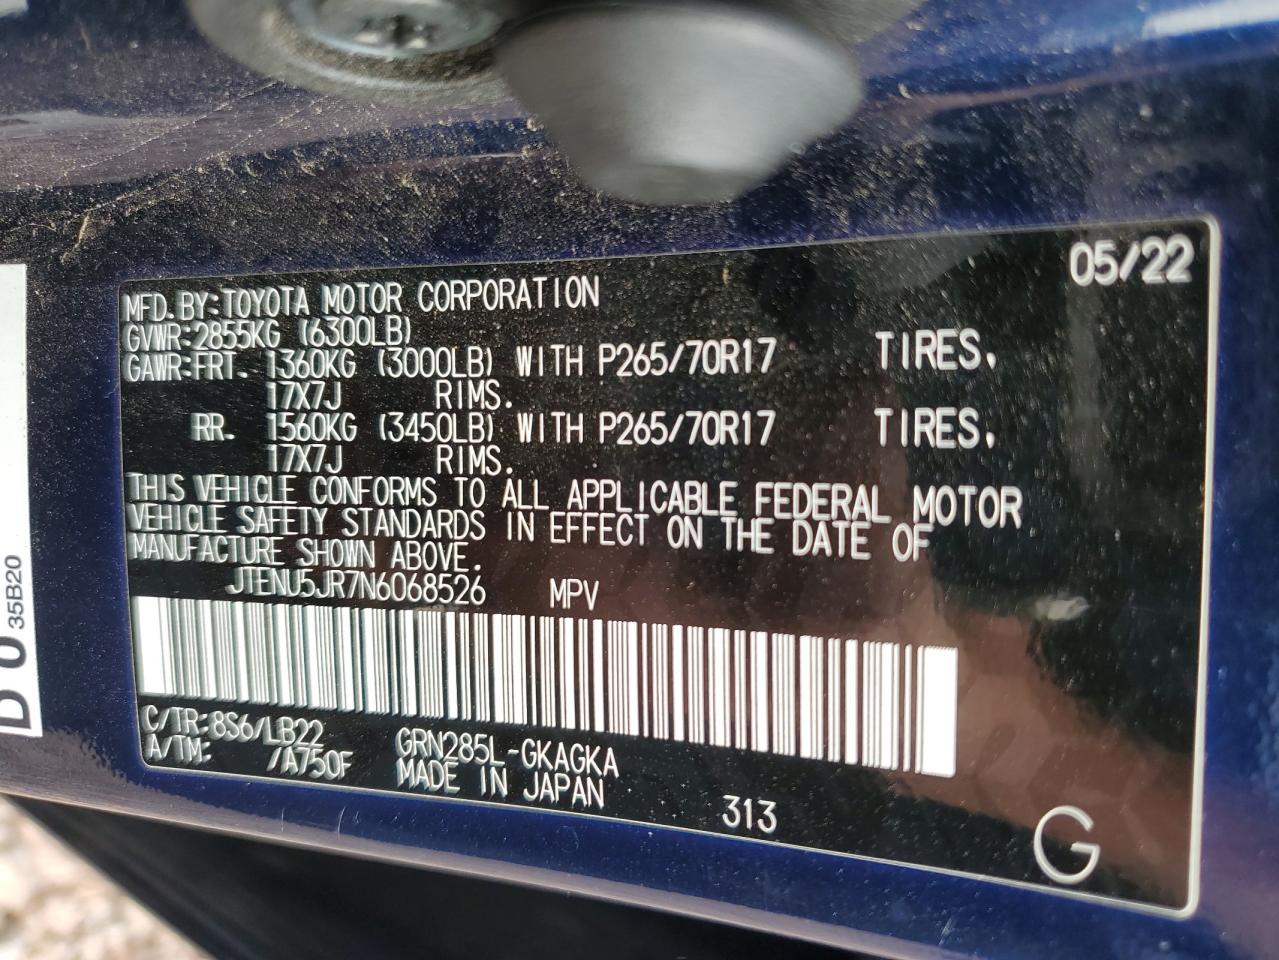 05/22
MFD. BY:TOYOTA MOTOR CORPORATION
GVWR:2855KG (6300LB)
GAWR:FRT. 1360KG (3000LB) WITH P265/70R17 TIRES,
17X7J RIMS.
RR. 1560KG (3450LB) WITH P265/70R17 TIRES,
17X7J RIMS.
THIS VEHICLE CONFORMS TO ALL APPLICABLE FEDERAL MOTOR
VEHICLE SAFETY STANDARDS IN EFFECT ON THE DATE OF
MANUFACTURE SHOWN ABOVE.
JTENU5JR7N6068526 MPV
C/TR:8S6/LB22 GRN285L-GKAGKA
A/TM: /A750F MADE IN JAPAN
313
G
35B20